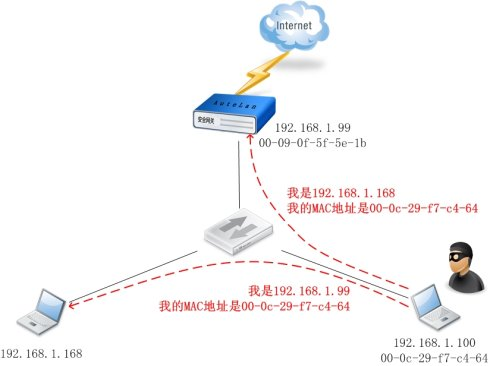 Internet
AutoLan
安全网关
192.168.1.99
00-09-0f-5f-5e-1b
我是192.168.1.168
我的MAC地址是00-0c-29-f7-c4-64
我是192.168.1.99
我的MAC地址是00-0c-29-f7-c4-64
192.168.1.168
192.168.1.100
00-0c-29-f7-c4-64